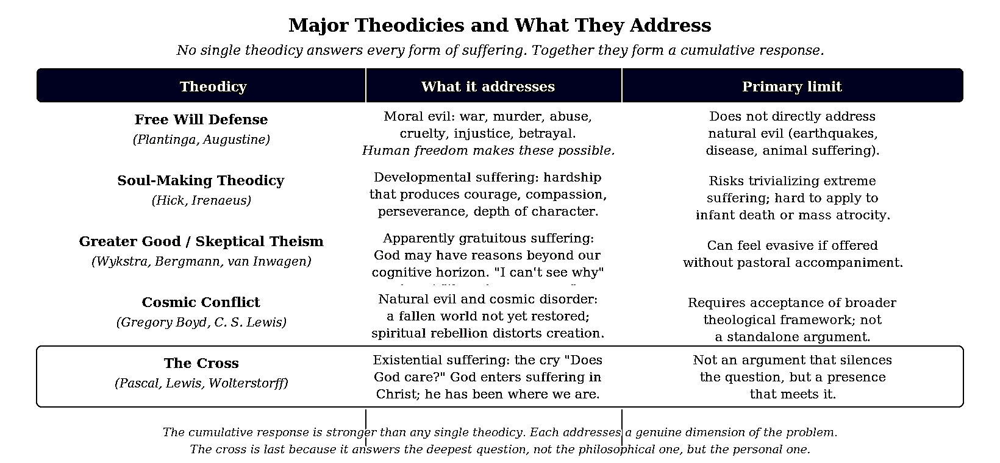 Major Theodicies and What They Address
No single theodicy answers every form of suffering. Together they form a cumulative response.
Theodicy
What it addresses
Primary limit
Free Will Defense
(Plantinga, Augustine)
Moral evil: war, murder, abuse,
cruelty, injustice, betrayal.
Human freedom makes these possible.
Does not directly address
natural evil (earthquakes,
disease, animal suffering).
Soul-Making Theodicy
(Hick, Irenaeus)
Developmental suffering: hardship
that produces courage, compassion,
perseverance, depth of character.
Risks trivializing extreme
suffering; hard to apply to
infant death or mass atrocity.
Greater Good / Skeptical Theism
(Wykstra, Bergmann, van Inwagen)
Apparently gratuitous suffering:
God may have reasons beyond our
cognitive horizon. "I can't see why"
Can feel evasive if offered
without pastoral accompaniment.
Cosmic Conflict
(Gregory Boyd, C. S. Lewis)
Natural evil and cosmic disorder:
a fallen world not yet restored;
spiritual rebellion distorts creation.
Requires acceptance of broader
theological framework; not
a standalone argument.
The Cross
(Pascal, Lewis, Wolterstorff)
Existential suffering: the cry "Does
God care?" God enters suffering in
Christ; he has been where we are.
Not an argument that silences
the question, but a presence
that meets it.
The cumulative response is stronger than any single theodicy. Each addresses a genuine dimension of the problem.
The cross is last because it answers the deepest question, not the philosophical one, but the personal one.